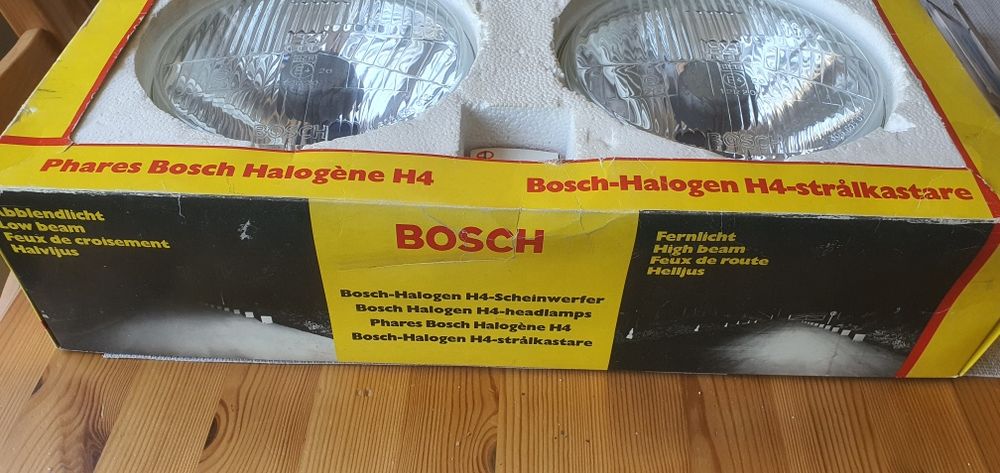 BOSCH
BOSCH
Phares Bosch Halogène H4
Bosch-Halogen H4-strålkastare
Abblendlicht
Low beam
Feux de croisement
Halvljus
BOSCH
Bosch-Halogen H4-Scheinwerfer
Bosch Halogen H4-headlamps
Phares Bosch Halogène H4
Bosch-Halogen H4-strålkastare
Fernlicht
High beam
Feux de route
Helljus